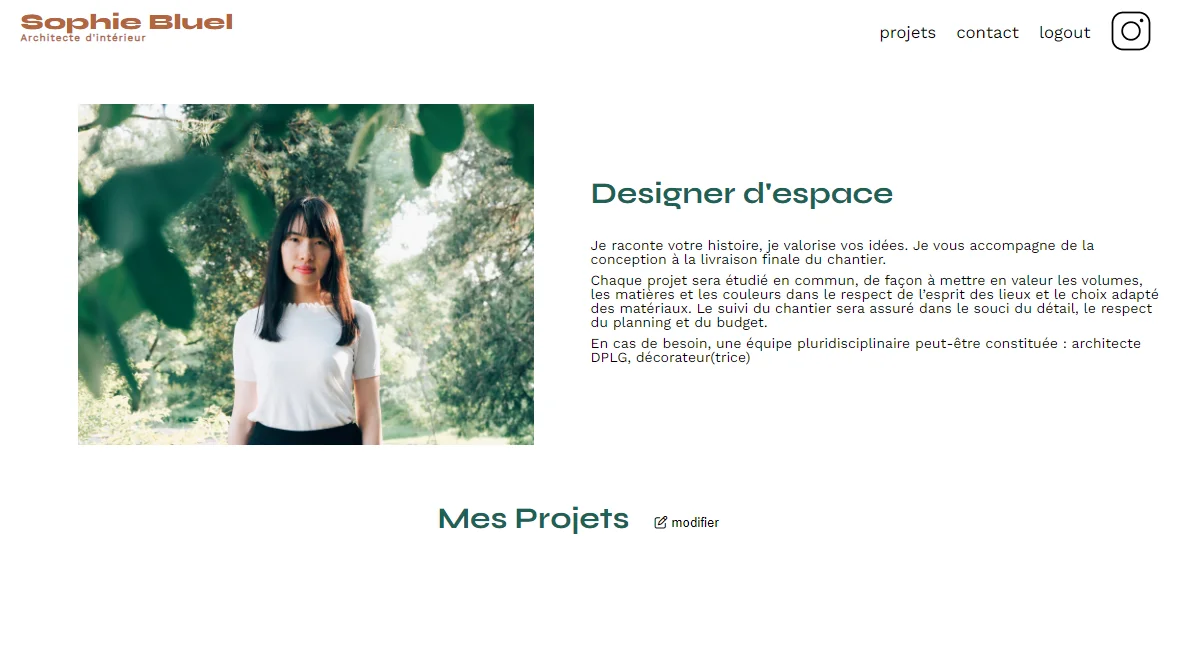 Sophie Bluel
Architecte d'intérieur
projets contact logout
Designer d'espace
Je raconte votre histoire, je valorise vos idées. Je vous accompagne de la
conception à la livraison finale du chantier.
Chaque projet sera étudié en commun, de façon à mettre en valeur les volumes,
les matières et les couleurs dans le respect de l’esprit des lieux et le choix adapté
des matériaux. Le suivi du chantier sera assuré dans le souci du détail, le respect
du planning et du budget.
En cas de besoin, une équipe pluridisciplinaire peut-être constituée : architecte
DPLG, décorateur(trice)
Mes Projets modifier